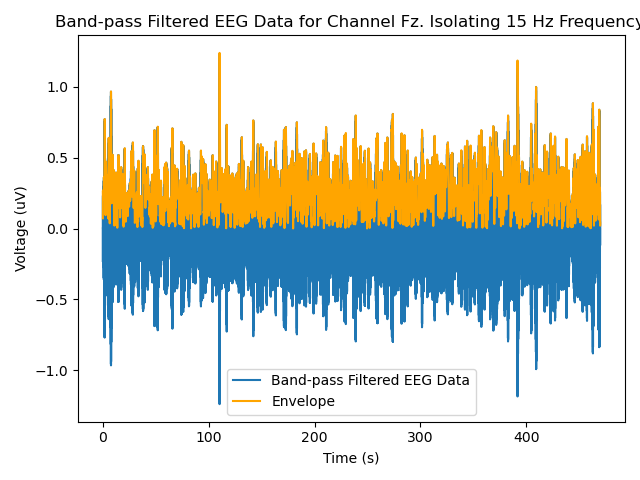 Band-pass Filtered EEG Data for Channel Fz. Isolating 15 Hz Frequency
1.0
0.5
0.0
−0.5
−1.0
Voltage (uV)
Band-pass Filtered EEG Data
Envelope
0 100 200 300 400
Time (s)